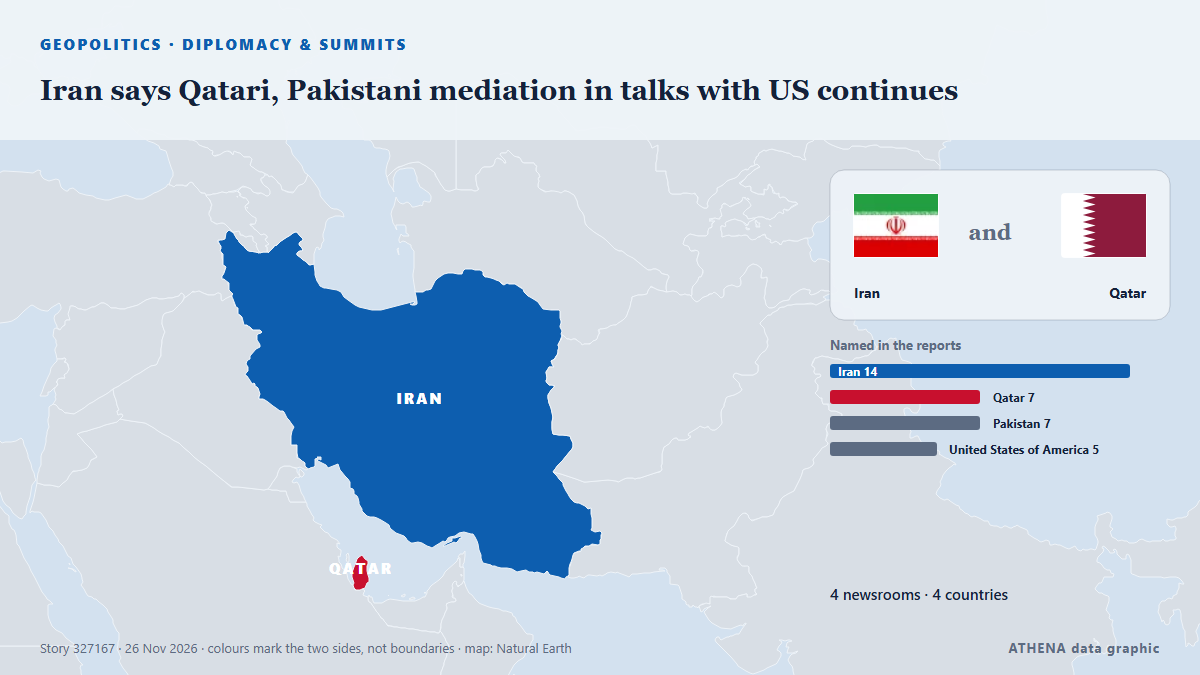 GEOPOLITICS · DIPLOMACY & SUMMITS
Iran says Qatari, Pakistani mediation in talks with US continues
and
Iran
Qatar
Named in the reports
Iran 14
Qatar 7
Pakistan 7
United States of America 5
IRAN
QATAR
4 newsrooms · 4 countries
Story 327167 · 26 Nov 2026 · colours mark the two sides, not boundaries · map: Natural Earth
ATHENA data graphic